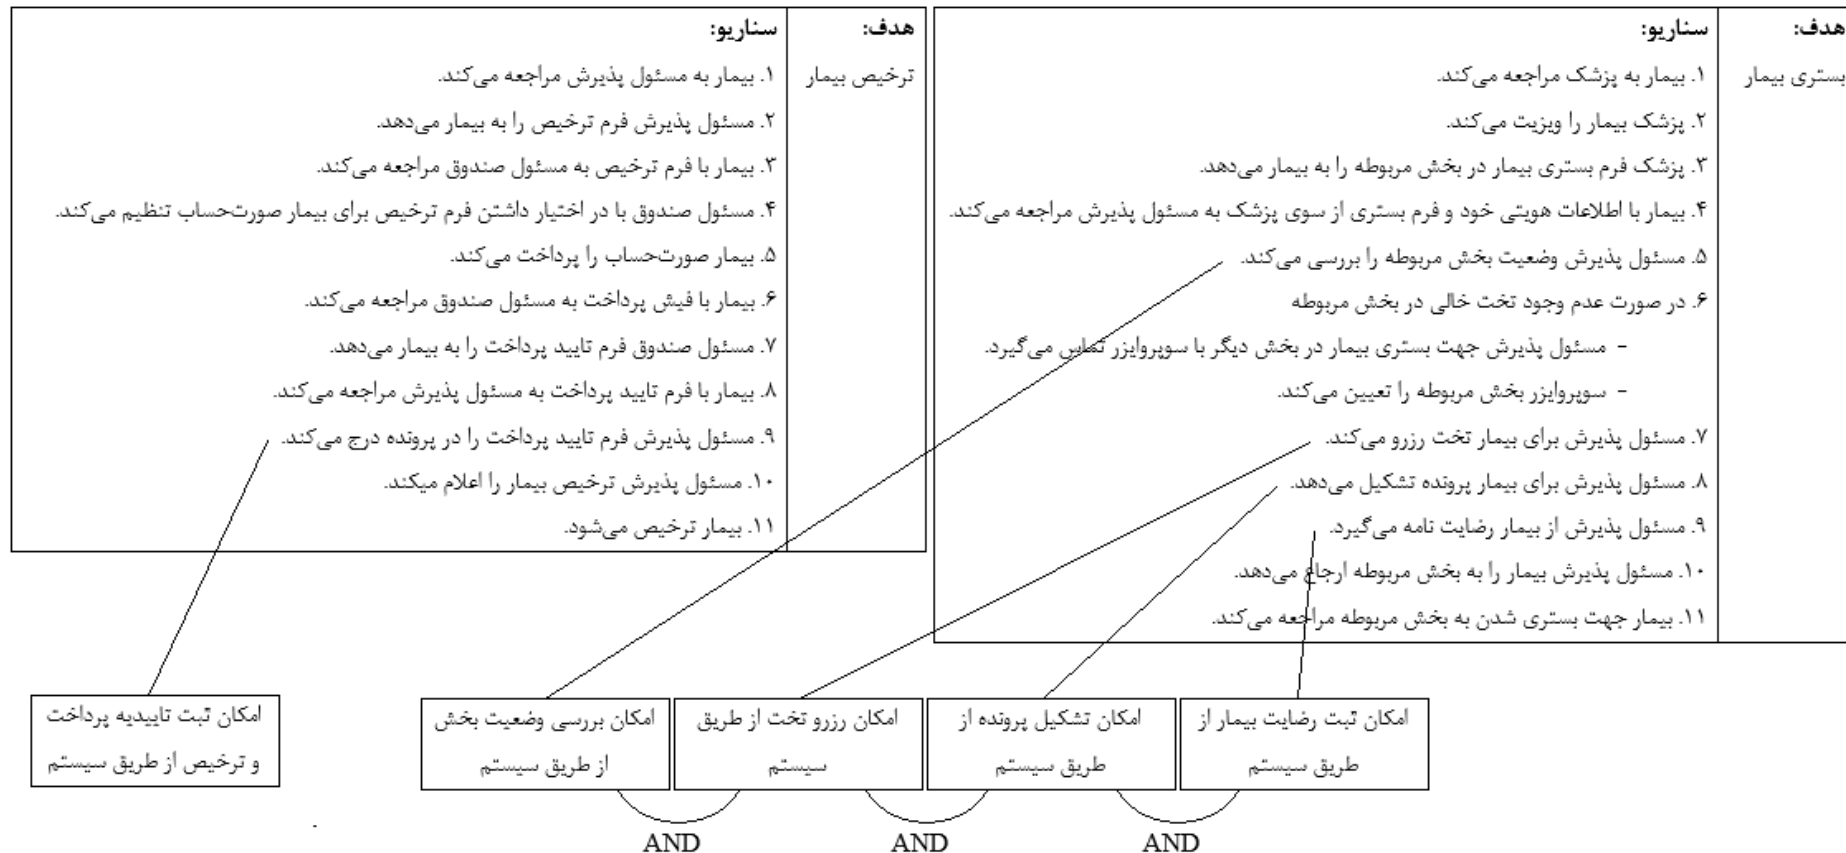 هدف:
بستری بیمار
سناریو:
۱. بیمار به پزشک مراجعه می‌کند.
۲. پزشک بیمار را ویزیت می‌کند.
۳. پزشک فرم بستری بیمار در بخش مربوطه را به بیمار می‌دهد.
۴. بیمار با اطلاعات هویتی خود و فرم بستری از سوی پزشک به مسئول پذیرش مراجعه می‌کند.
۵. مسئول پذیرش وضعیت بخش مربوطه را بررسی می‌کند.
۶. در صورت عدم وجود تخت خالی در بخش مربوطه
- مسئول پذیرش جهت بستری بیمار در بخش دیگر با سوپروایزر تماس می‌گیرد.
- سوپروایزر بخش مربوطه را تعیین می‌کند.
۷. مسئول پذیرش برای بیمار تخت رزرو می‌کند.
۸. مسئول پذیرش برای بیمار پرونده تشکیل می‌دهد.
۹. مسئول پذیرش از بیمار رضایت نامه می‌گیرد.
۱۰. مسئول پذیرش بیمار را به بخش مربوطه ارجاع می‌دهد.
۱۱. بیمار جهت بستری شدن به بخش مربوطه مراجعه می‌کند.
هدف:
ترخیص بیمار
سناریو:
۱. بیمار به مسئول پذیرش مراجعه می‌کند.
۲. مسئول پذیرش فرم ترخیص را به بیمار می‌دهد.
۳. بیمار با فرم ترخیص به مسئول صندوق مراجعه می‌کند.
۴. مسئول صندوق با در اختیار داشتن فرم ترخیص برای بیمار صورت‌حساب تنظیم می‌کند.
۵. بیمار صورت‌حساب را پرداخت می‌کند.
۶. بیمار با فیش پرداخت به مسئول صندوق مراجعه می‌کند.
۷. مسئول صندوق فرم تایید پرداخت را به بیمار می‌دهد.
۸. بیمار با فرم تایید پرداخت به مسئول پذیرش مراجعه می‌کند.
۹. مسئول پذیرش فرم تایید پرداخت را در پرونده درج می‌کند.
۱۰. مسئول پذیرش ترخیص بیمار را اعلام میکند.
۱۱. بیمار ترخیص می‌شود.
امکان ثبت رضایت بیمار از
طریق سیستم
امکان تشکیل پرونده از
طریق سیستم
امکان رزرو تخت از طریق
سیستم
امکان بررسی وضعیت بخش
از طریق سیستم
امکان ثبت تاییدیه پرداخت
و ترخیص از طریق سیستم
AND
AND
AND